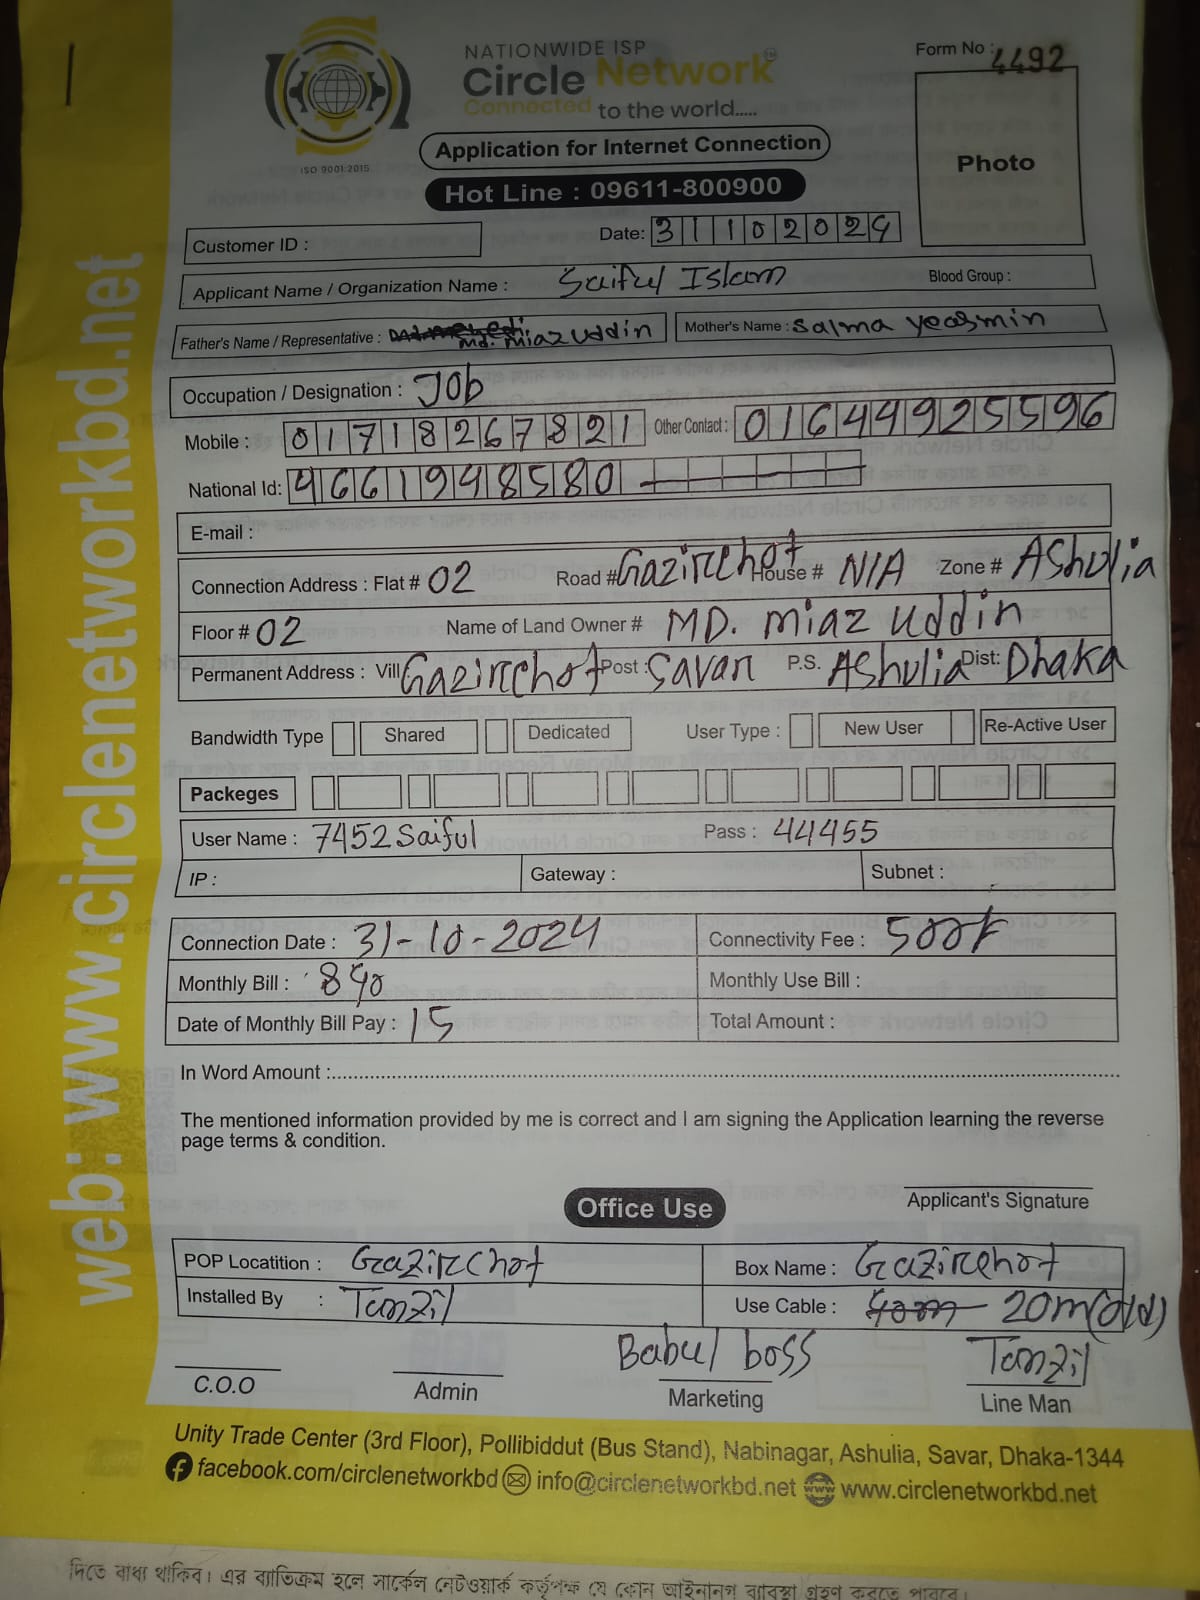 NATIONWIDE ISP
Circle Network
Connected to the world.....
ISO 9001:2015
Form No : 4492
Photo
Application for Internet Connection
Hot Line : 09611-800900
Customer ID :
Date: 31102024
Applicant Name / Organization Name : Saiful Islam Blood Group :
Father's Name / Representative : Md. Miaz uddin Mother's Name : Salma yeasmin
Occupation / Designation : Job
Mobile : 01718267821 Other Contact : 01644925596
National Id: 4661948580
E-mail :
Connection Address : Flat # 02 Road # Gazirchot House # N/A Zone # AShulia
Floor # 02 Name of Land Owner # MD. Miaz Uddin
Permanent Address : Vill Gazirchot Post : Savar P.S. AShulia Dist: Dhaka
Bandwidth Type Shared Dedicated User Type : New User Re-Active User
Packeges
User Name : 7452Saiful Pass : 44455
IP : Gateway : Subnet :
Connection Date : 31-10-2024 Connectivity Fee : 500
Monthly Bill : 840 Monthly Use Bill :
Date of Monthly Bill Pay : 15 Total Amount :
In Word Amount :
The mentioned information provided by me is correct and I am signing the Application learning the reverse
page terms & condition.
Applicant's Signature
Office Use
POP Locatition : Gazirchot Box Name : Gazirchot
Installed By : Tanzil Use Cable : 20m(old)
Babul boss Tanzil
C.O.O Admin Marketing Line Man
Unity Trade Center (3rd Floor), Pollibiddut (Bus Stand), Nabinagar, Ashulia, Savar, Dhaka-1344
facebook.com/circlenetworkbd info@circlenetworkbd.net www.circlenetworkbd.net
web: www.circlenetworkbd.net
দিতে বাধ্য থাকিব। এর ব্যতিক্রম হলে সার্কেল নেটওয়ার্ক কর্তৃপক্ষ যে কোন আইনানুগ ব্যবস্থা গ্রহণ করতে পারবে।